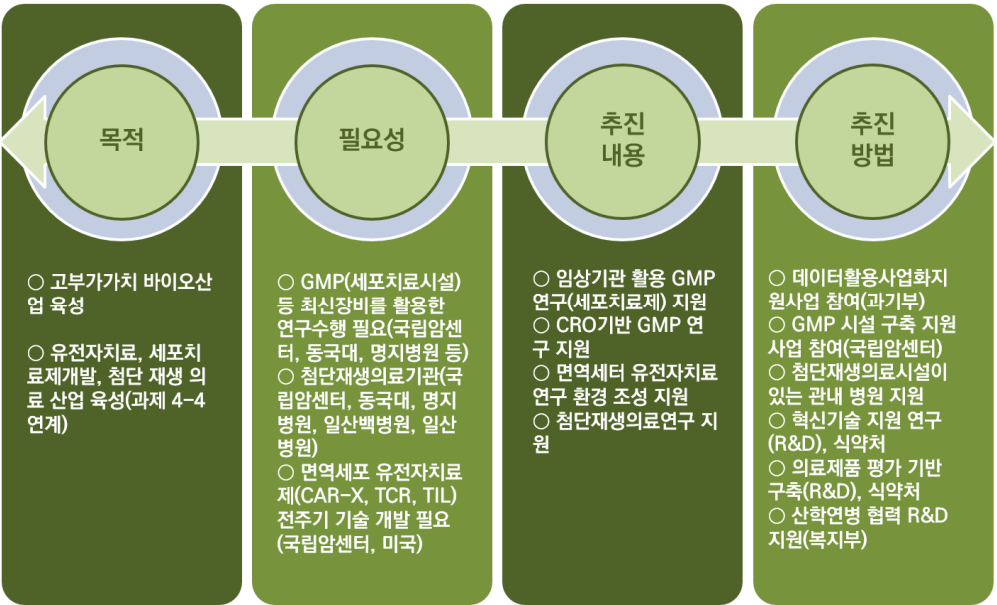 목적
○ 고부가가치 바이오산
업 육성
○ 유전자치료, 세포치
료제개발, 첨단 재생 의
료 산업 육성(과제 4-4
연계)
필요성
○ GMP(세포치료시설)
등 최신장비를 활용한
연구수행 필요(국립암센
터, 동국대, 명지병원 등)
○ 첨단재생의료기관(국
립암센터, 동국대, 명지
병원, 일산백병원, 일산
병원)
○ 면역세포 유전자치료
제(CAR-X, TCR, TIL)
전주기 기술 개발 필요
(국립암센터, 미국)
추진
내용
○ 임상기관 활용 GMP
연구(세포치료제) 지원
○ CRO기반 GMP 연
구 지원
○ 면역세터 유전자치료
연구 환경 조성 지원
○ 첨단재생의료연구 지
원
추진
방법
○ 데이터활용사업화지
원사업 참여(과기부)
○ GMP 시설 구축 지원
사업 참여(국립암센터)
○ 첨단재생의료시설이
있는 관내 병원 지원
○ 혁신기술 지원 연구
(R&D), 식약처
○ 의료제품 평가 기반
구축(R&D), 식약처
○ 산학연병 협력 R&D
지원(복지부)